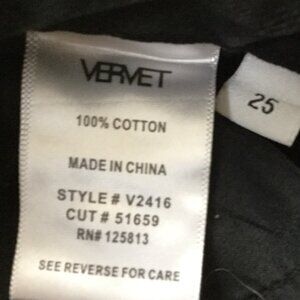 VERVET
100% COTTON
MADE IN CHINA
STYLE # V2416
CUT # 51659
RN# 125813
SEE REVERSE FOR CARE
25